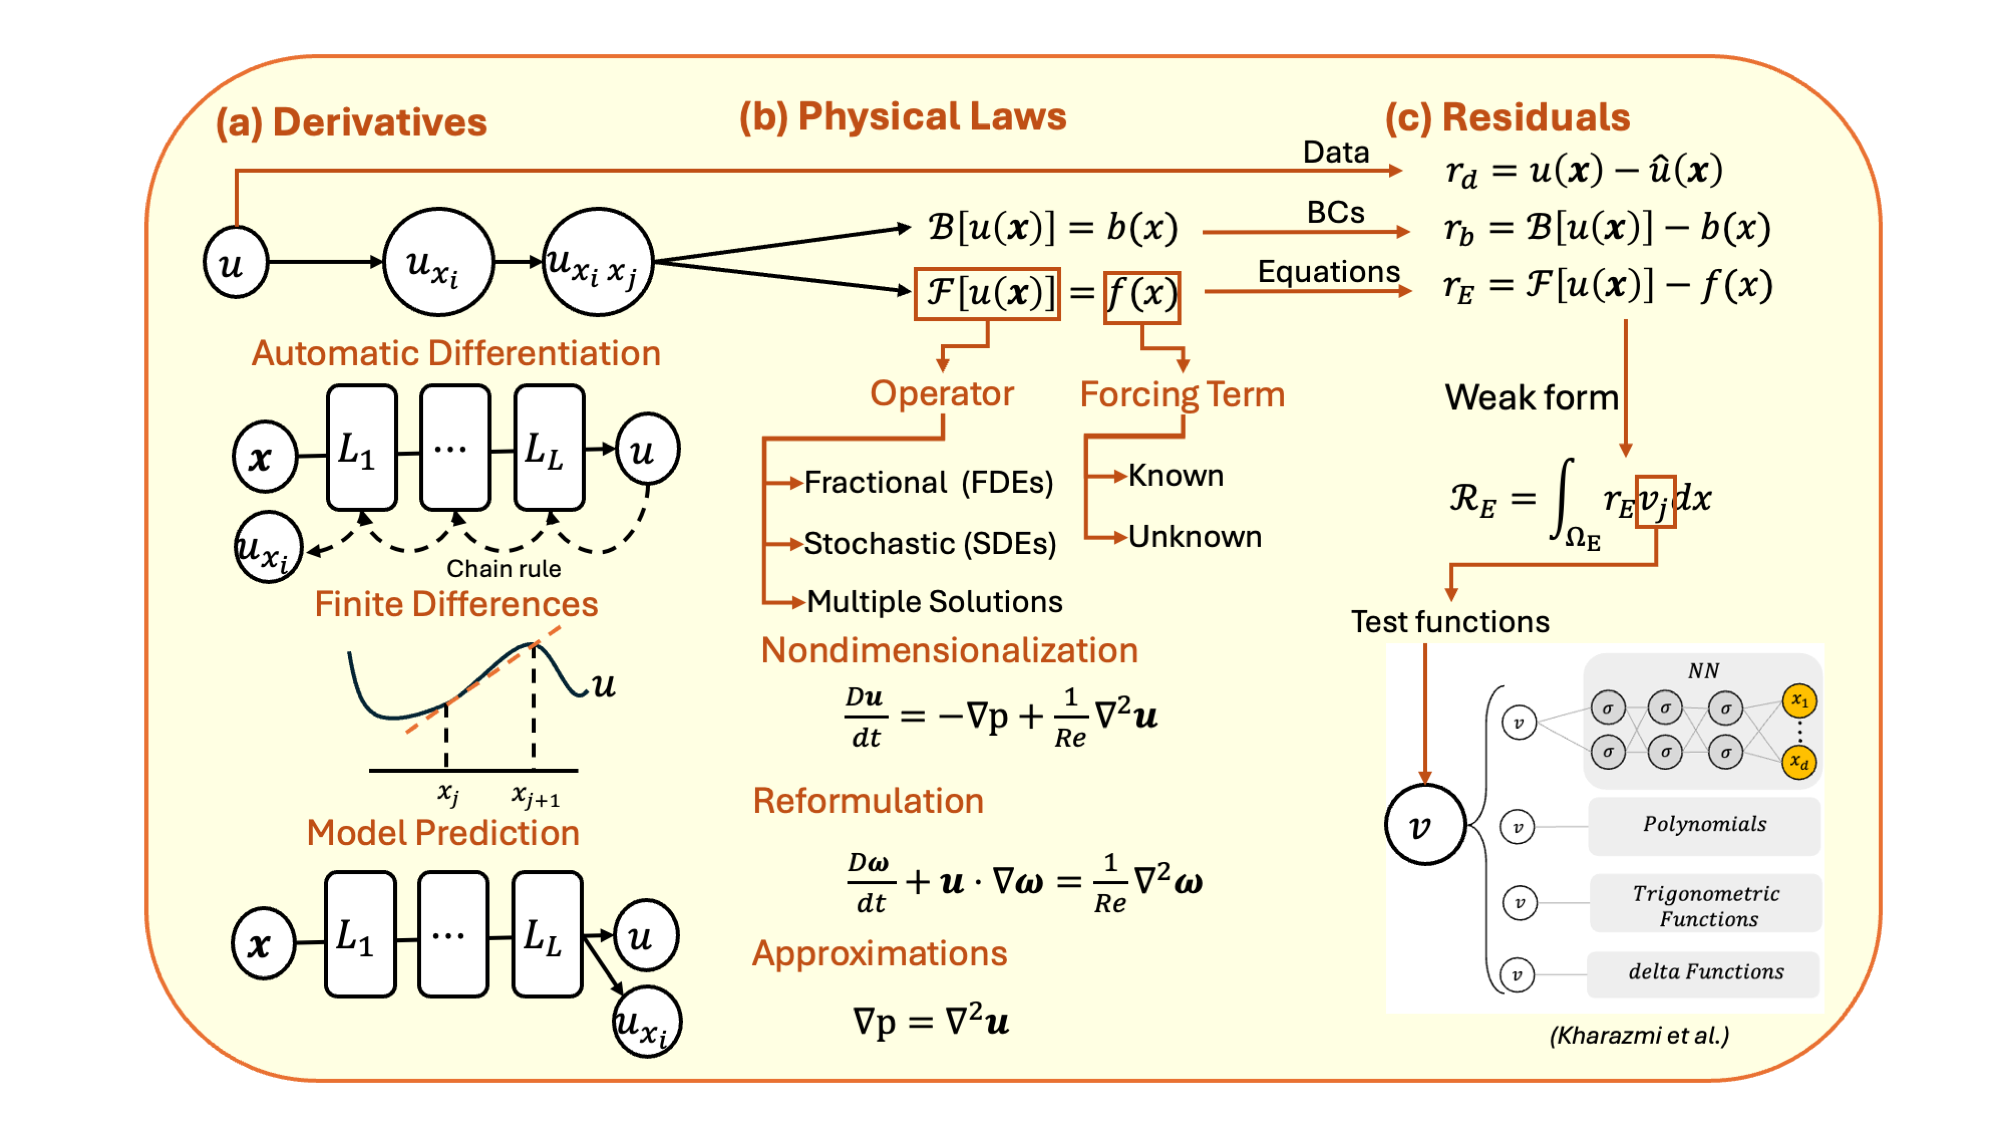 (a) Derivatives
u
u_{x_i}
u_{x_i x_j}
Automatic Differentiation
x
L_1
...
L_L
u
u_{x_i}
Chain rule
Finite Differences
u
x_j
x_{j+1}
Model Prediction
x
L_1
...
L_L
u
u_{x_i}
(b) Physical Laws
ℬ[u(x)] = b(x)
ℱ[u(x)] = f(x)
Operator
Forcing Term
Fractional (FDEs)
Stochastic (SDEs)
Multiple Solutions
Known
Unknown
Nondimensionalization
Du/dt = −∇p + 1/Re ∇²u
Reformulation
Dω/dt + u · ∇ω = 1/Re ∇²ω
Approximations
∇p = ∇²u
(c) Residuals
Data
r_d = u(x) − û(x)
BCs
r_b = ℬ[u(x)] − b(x)
Equations
r_E = ℱ[u(x)] − f(x)
Weak form
ℛ_E = ∫_{Ω_E} r_E v_j dx
Test functions
v
NN
v
σ σ σ x_1
⋮
σ σ σ x_d
v Polynomials
v Trigonometric
Functions
v delta Functions
(Kharazmi et al.)